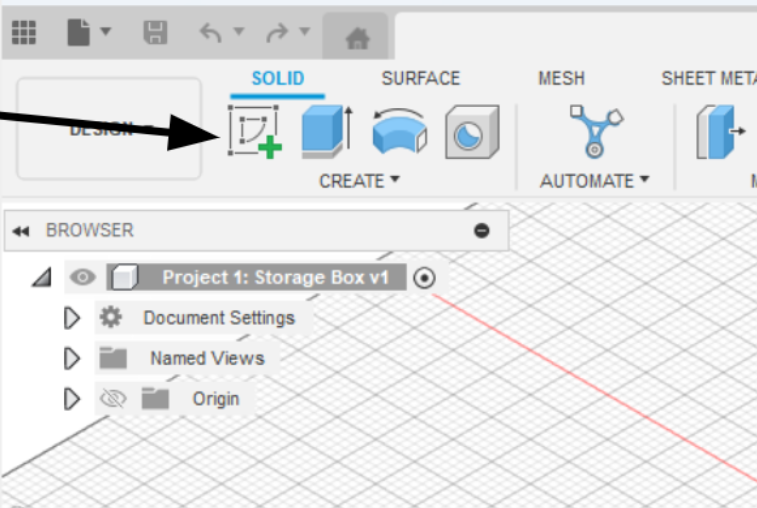 SOLID SURFACE MESH SHEET META
DESIGN
CREATE AUTOMATE M
BROWSER
Project 1: Storage Box v1
Document Settings
Named Views
Origin